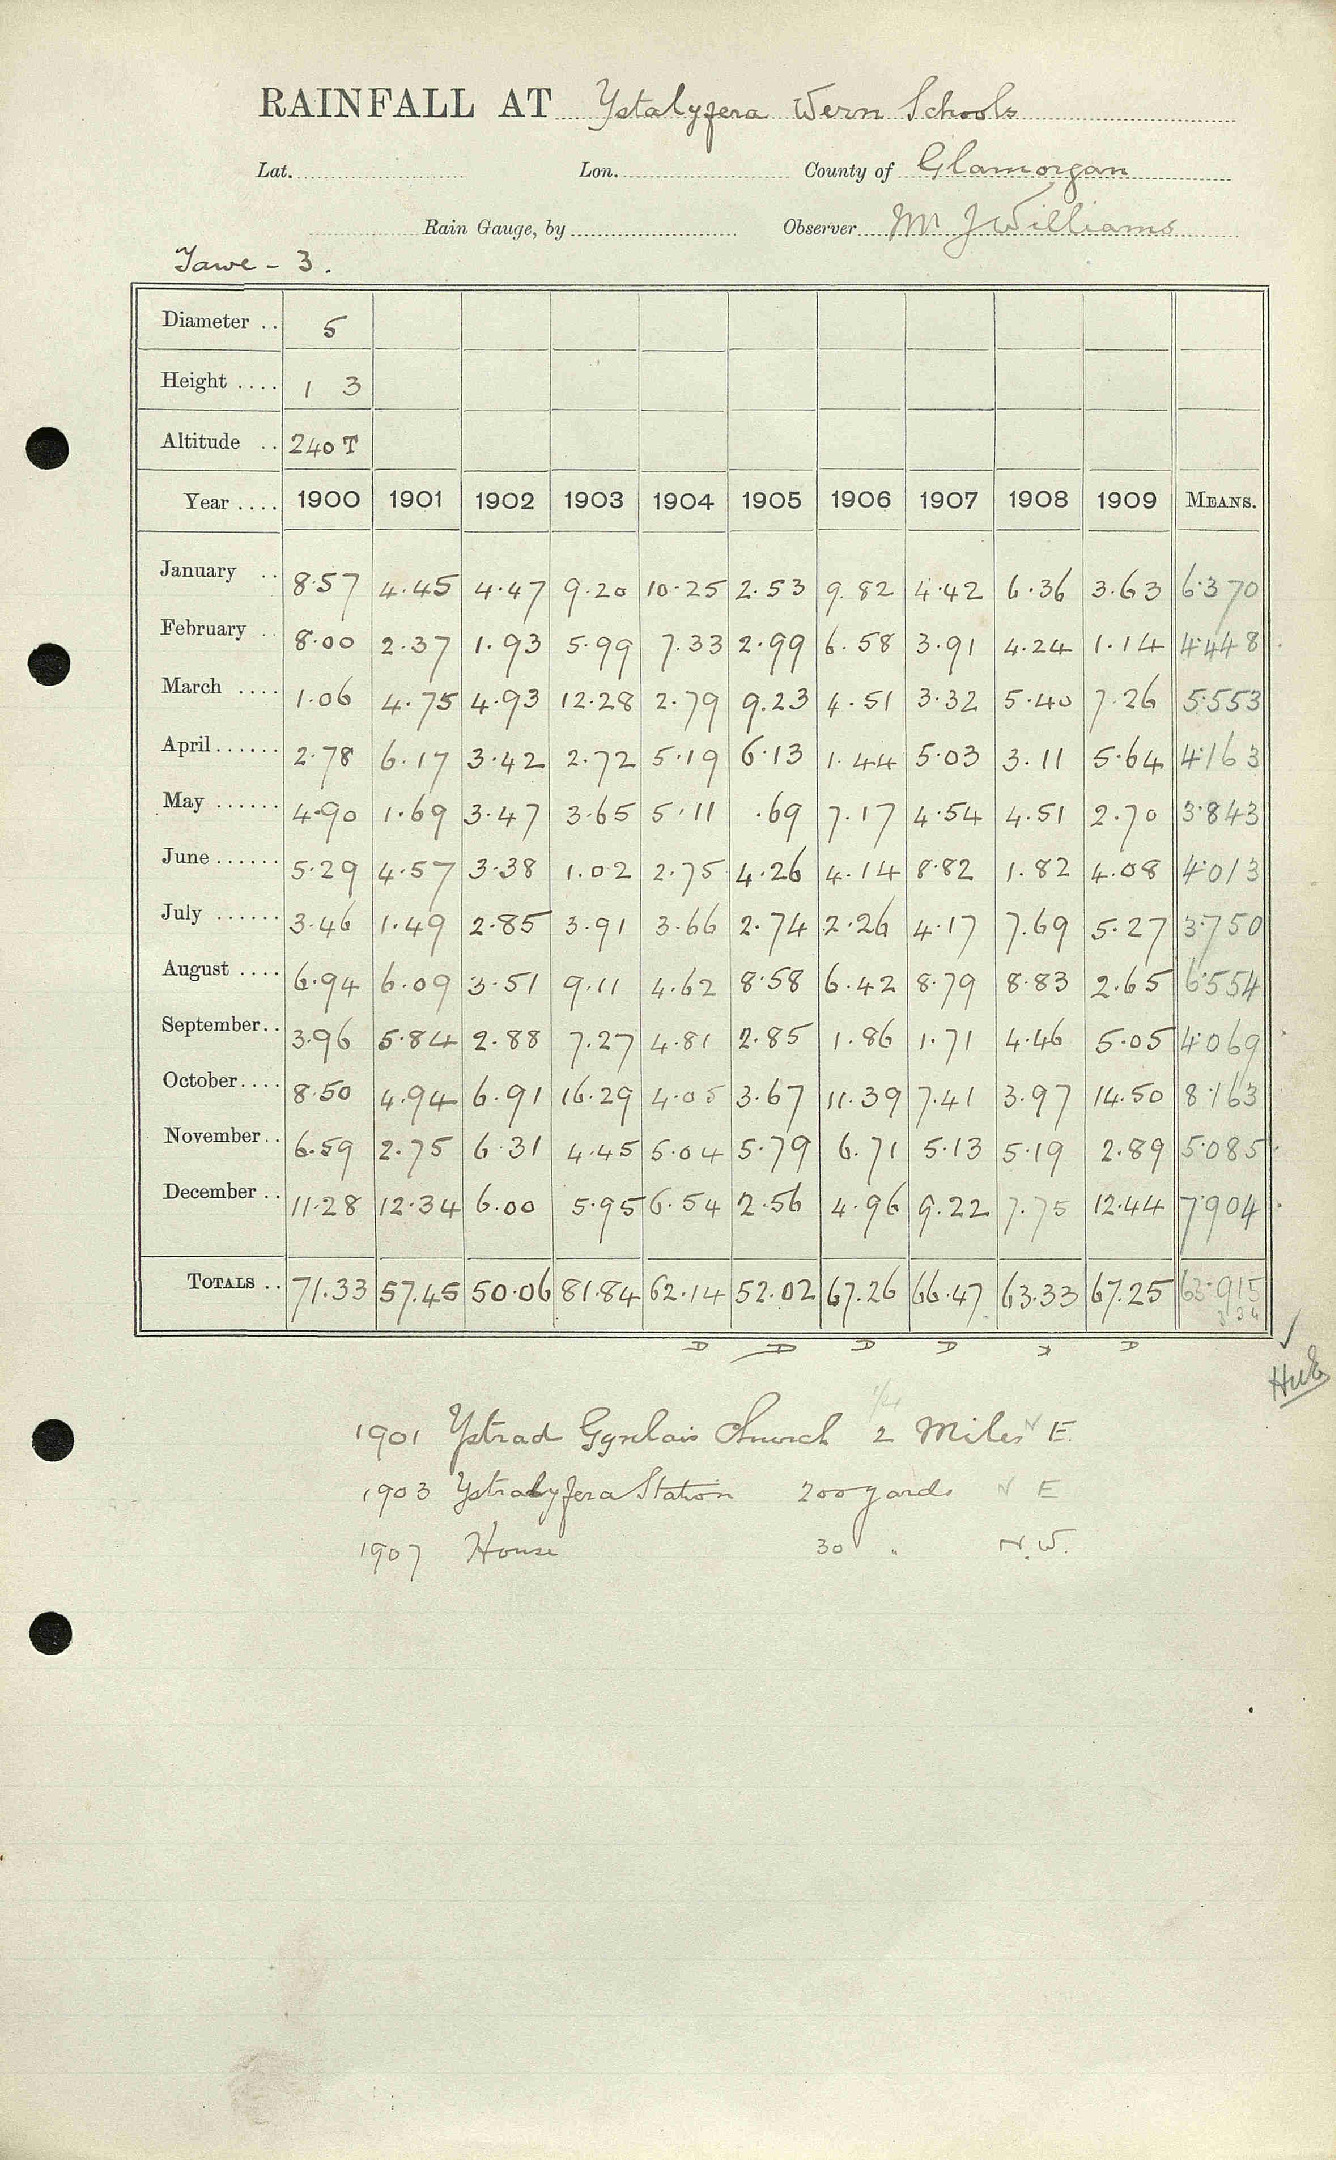 RAINFALL AT Ystalyfera Wern Schools
Lat. Lon. County of Glamorgan
Rain Gauge, by Observer Mr J Williams
Tawe - 3.
Diameter .. 5
Height .... 1 3
Altitude .. 240 T
Year .... 1900 1901 1902 1903 1904 1905 1906 1907 1908 1909 MEANS.
January .. 8.57 4.45 4.47 9.20 10.25 2.53 9.82 4.42 6.36 3.63 6.370
February .. 8.00 2.37 1.93 5.99 7.33 2.99 6.58 3.91 4.24 1.14 4.448
March .... 1.06 4.75 4.93 12.28 2.79 9.23 4.51 3.32 5.40 7.26 5.553
April...... 2.78 6.17 3.42 2.72 5.19 6.13 1.44 5.03 3.11 5.64 4.163
May ...... 4.90 1.69 3.47 3.65 5.11 .69 7.17 4.54 4.51 2.70 3.843
June ...... 5.29 4.57 3.38 1.02 2.75 4.26 4.14 8.82 1.82 4.08 4.013
July ...... 3.46 1.49 2.85 3.91 3.66 2.74 2.26 4.17 7.69 5.27 3.750
August .... 6.94 6.09 3.51 9.11 4.62 8.58 6.42 8.79 8.83 2.65 6.554
September.. 3.96 5.84 2.88 7.27 4.81 2.85 1.86 1.71 4.46 5.05 4.069
October.... 8.50 4.94 6.91 16.29 4.05 3.67 11.39 7.41 3.97 14.50 8.163
November.. 6.59 2.75 6.31 4.45 5.04 5.79 6.71 5.13 5.19 2.89 5.085
December .. 11.28 12.34 6.00 5.95 6.54 2.56 4.96 9.22 7.75 12.44 7.904
TOTALS .. 71.33 57.45 50.06 81.84 62.14 52.02 67.26 66.47 63.33 67.25 63.915
D D D D D
1/4
1901 Ystrad Gynlais Church 2 Miles N E.
1903 Ystralyfera Station 200 yards N E
1907 House 30 " N.W.